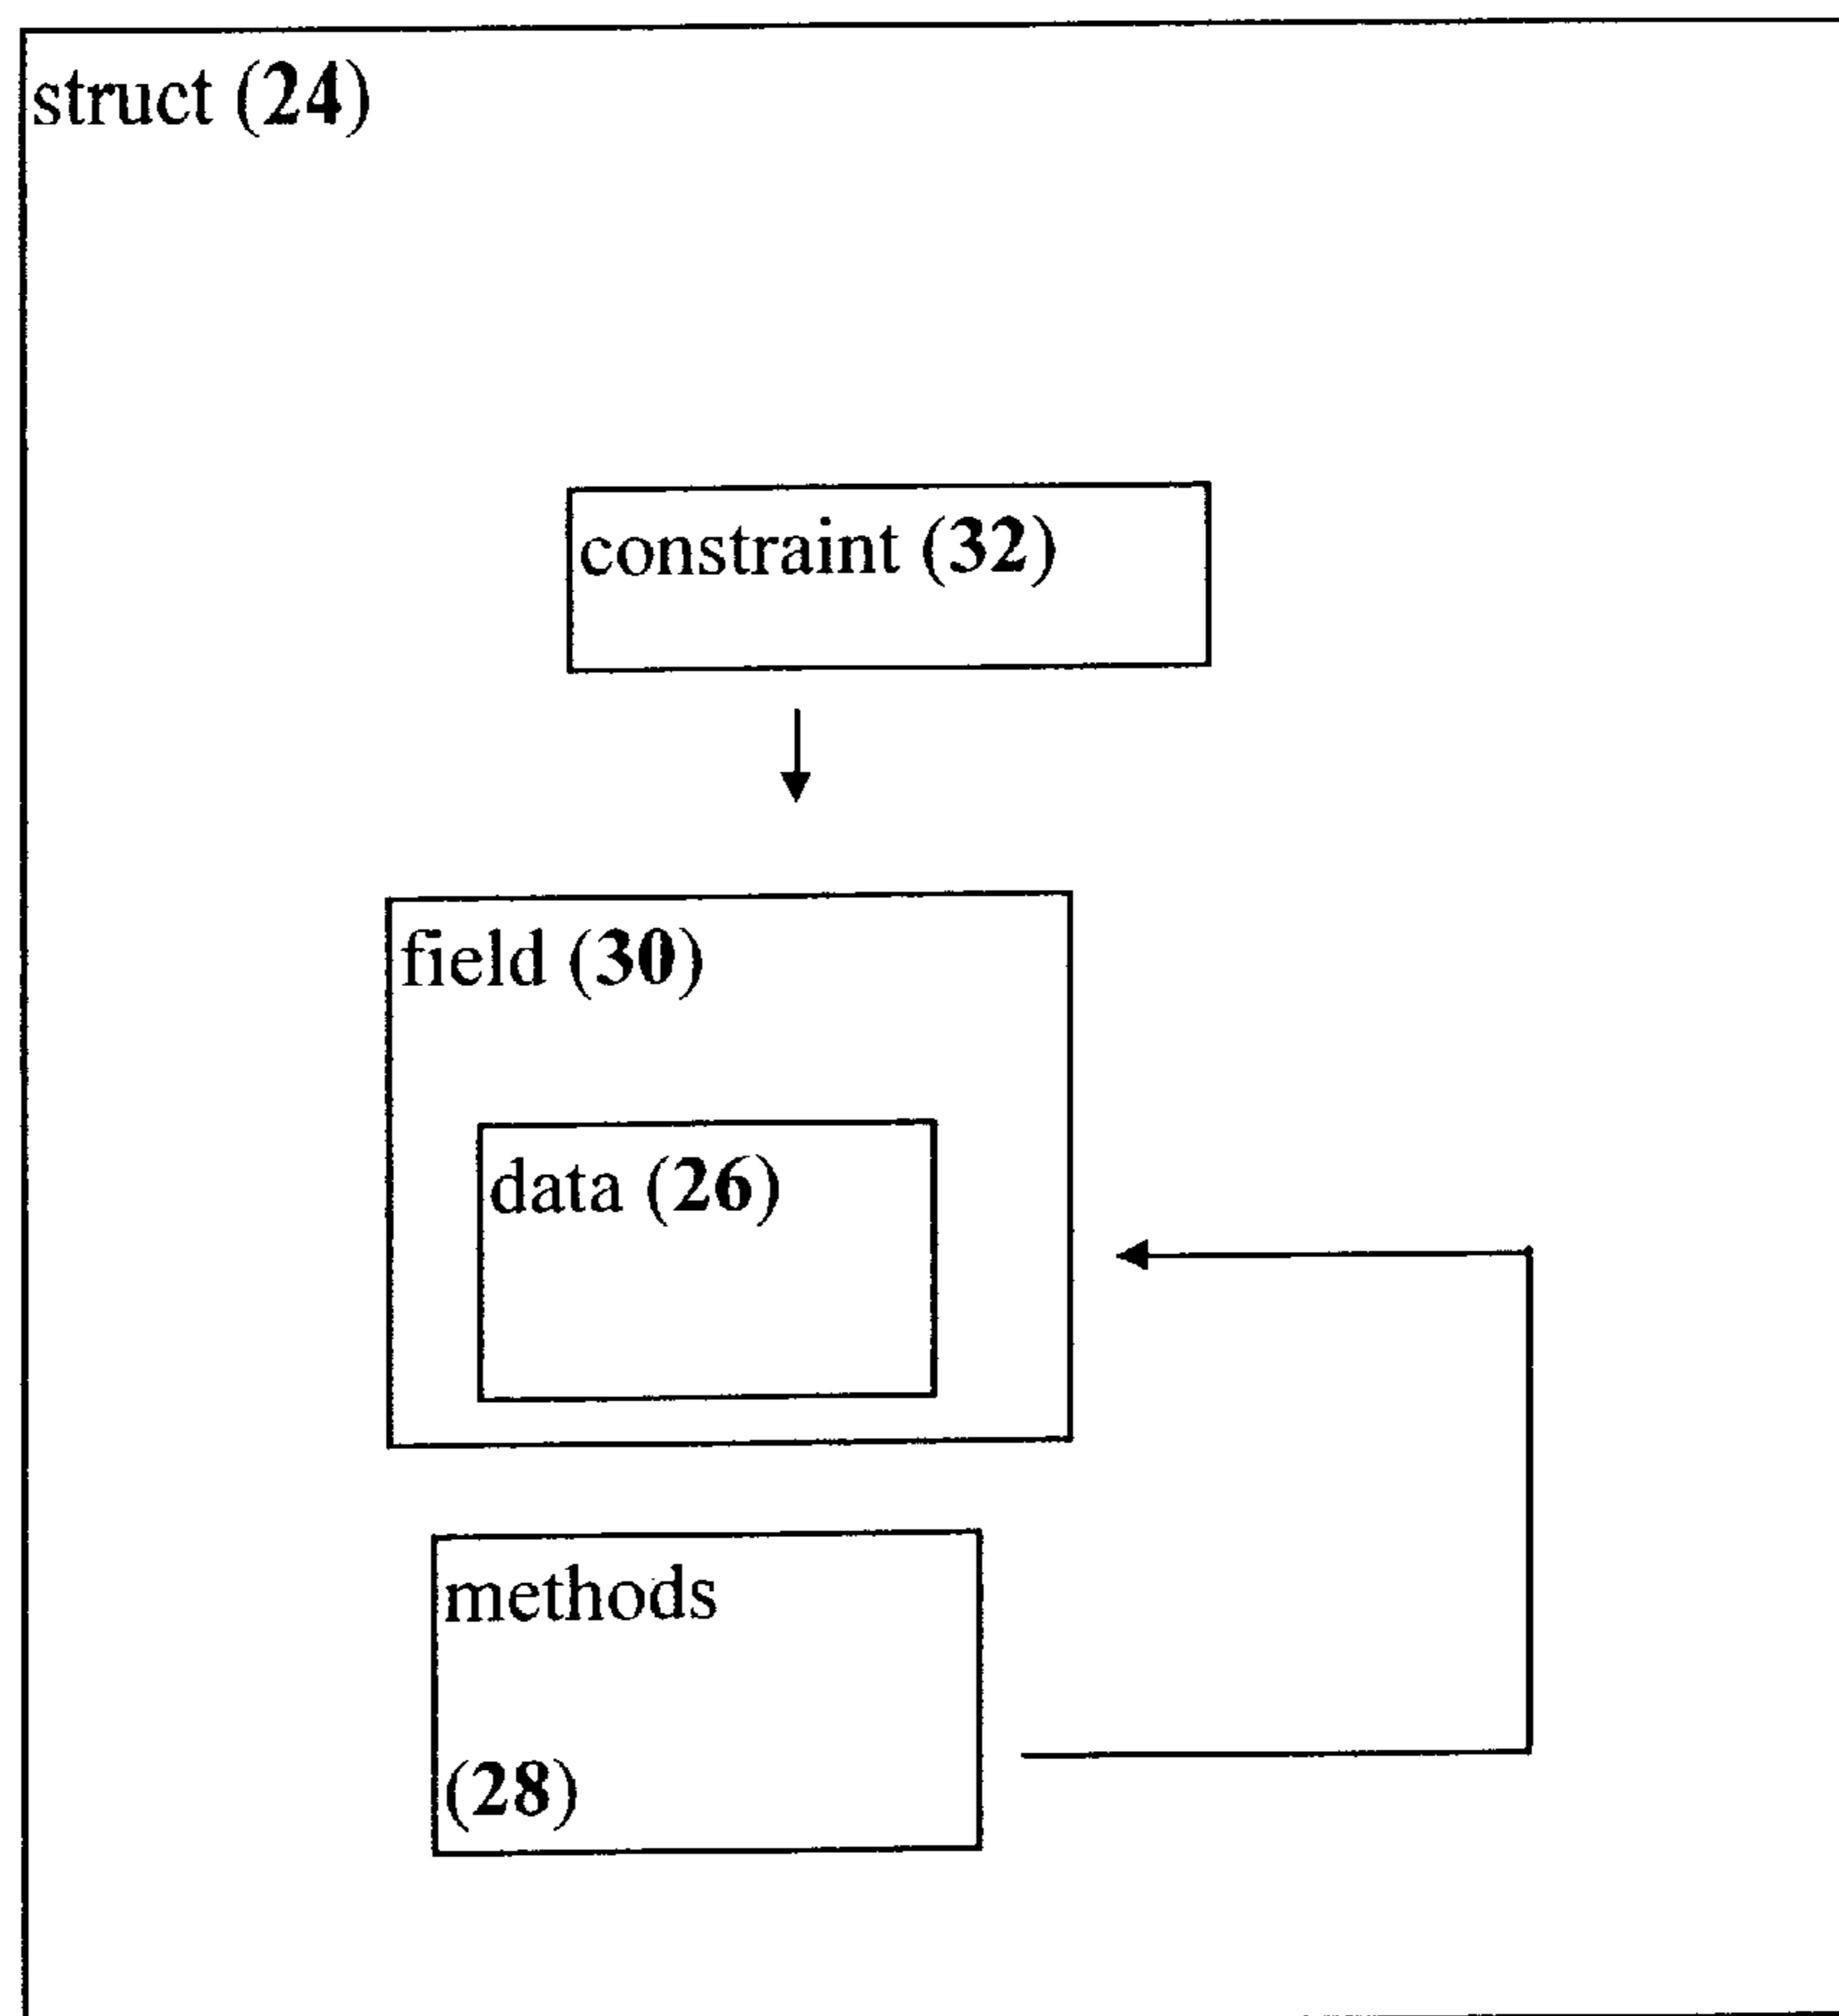 struct (24)
constraint (32)
field (30)
data (26)
methods
(28)